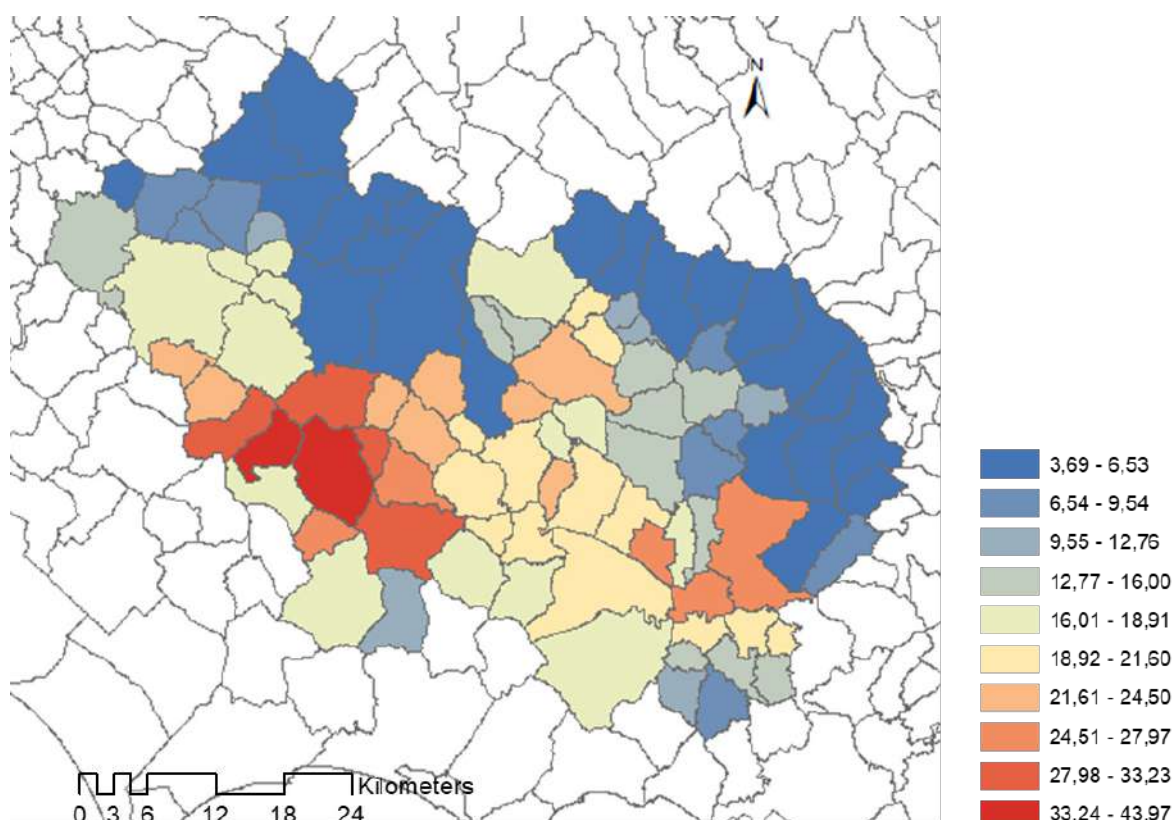 N
3,69 - 6,53
6,54 - 9,54
9,55 - 12,76
12,77 - 16,00
16,01 - 18,91
18,92 - 21,60
21,61 - 24,50
24,51 - 27,97
27,98 - 33,23
33,24 - 43,97
Kilometers
0 3 6 12 18 24